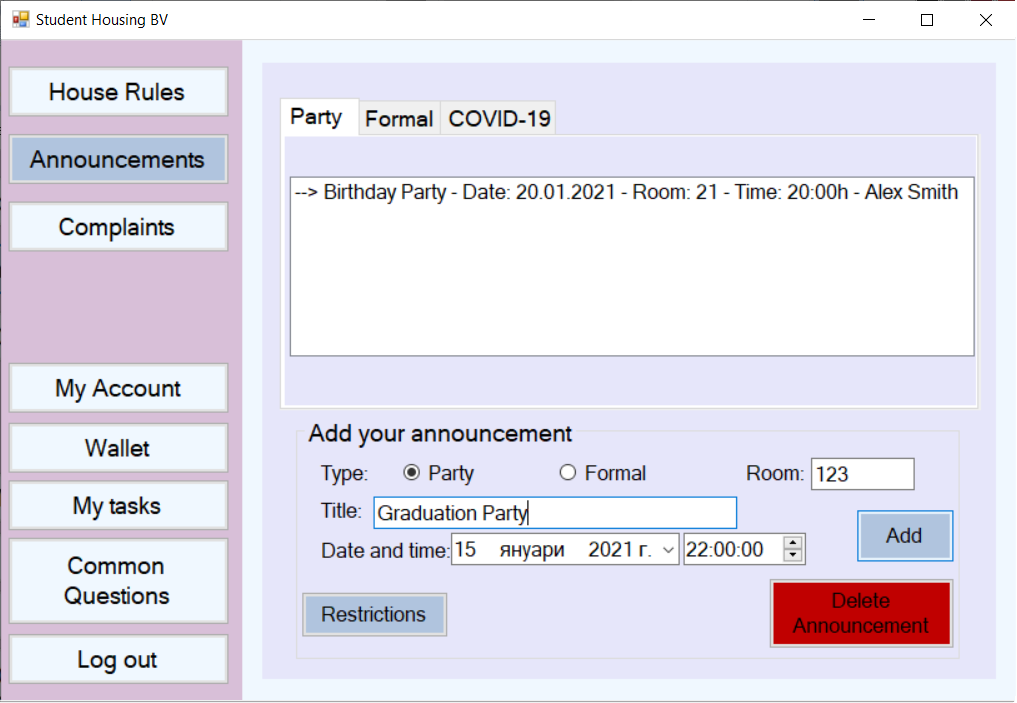 Student Housing BV
House Rules
Announcements
Complaints
My Account
Wallet
My tasks
Common
Questions
Log out
Party Formal COVID-19
--> Birthday Party - Date: 20.01.2021 - Room: 21 - Time: 20:00h - Alex Smith
Add your announcement
Type: Party Formal Room: 123
Title: Graduation Party
Date and time: 15 януари 2021 г. 22:00:00
Add
Restrictions
Delete
Announcement